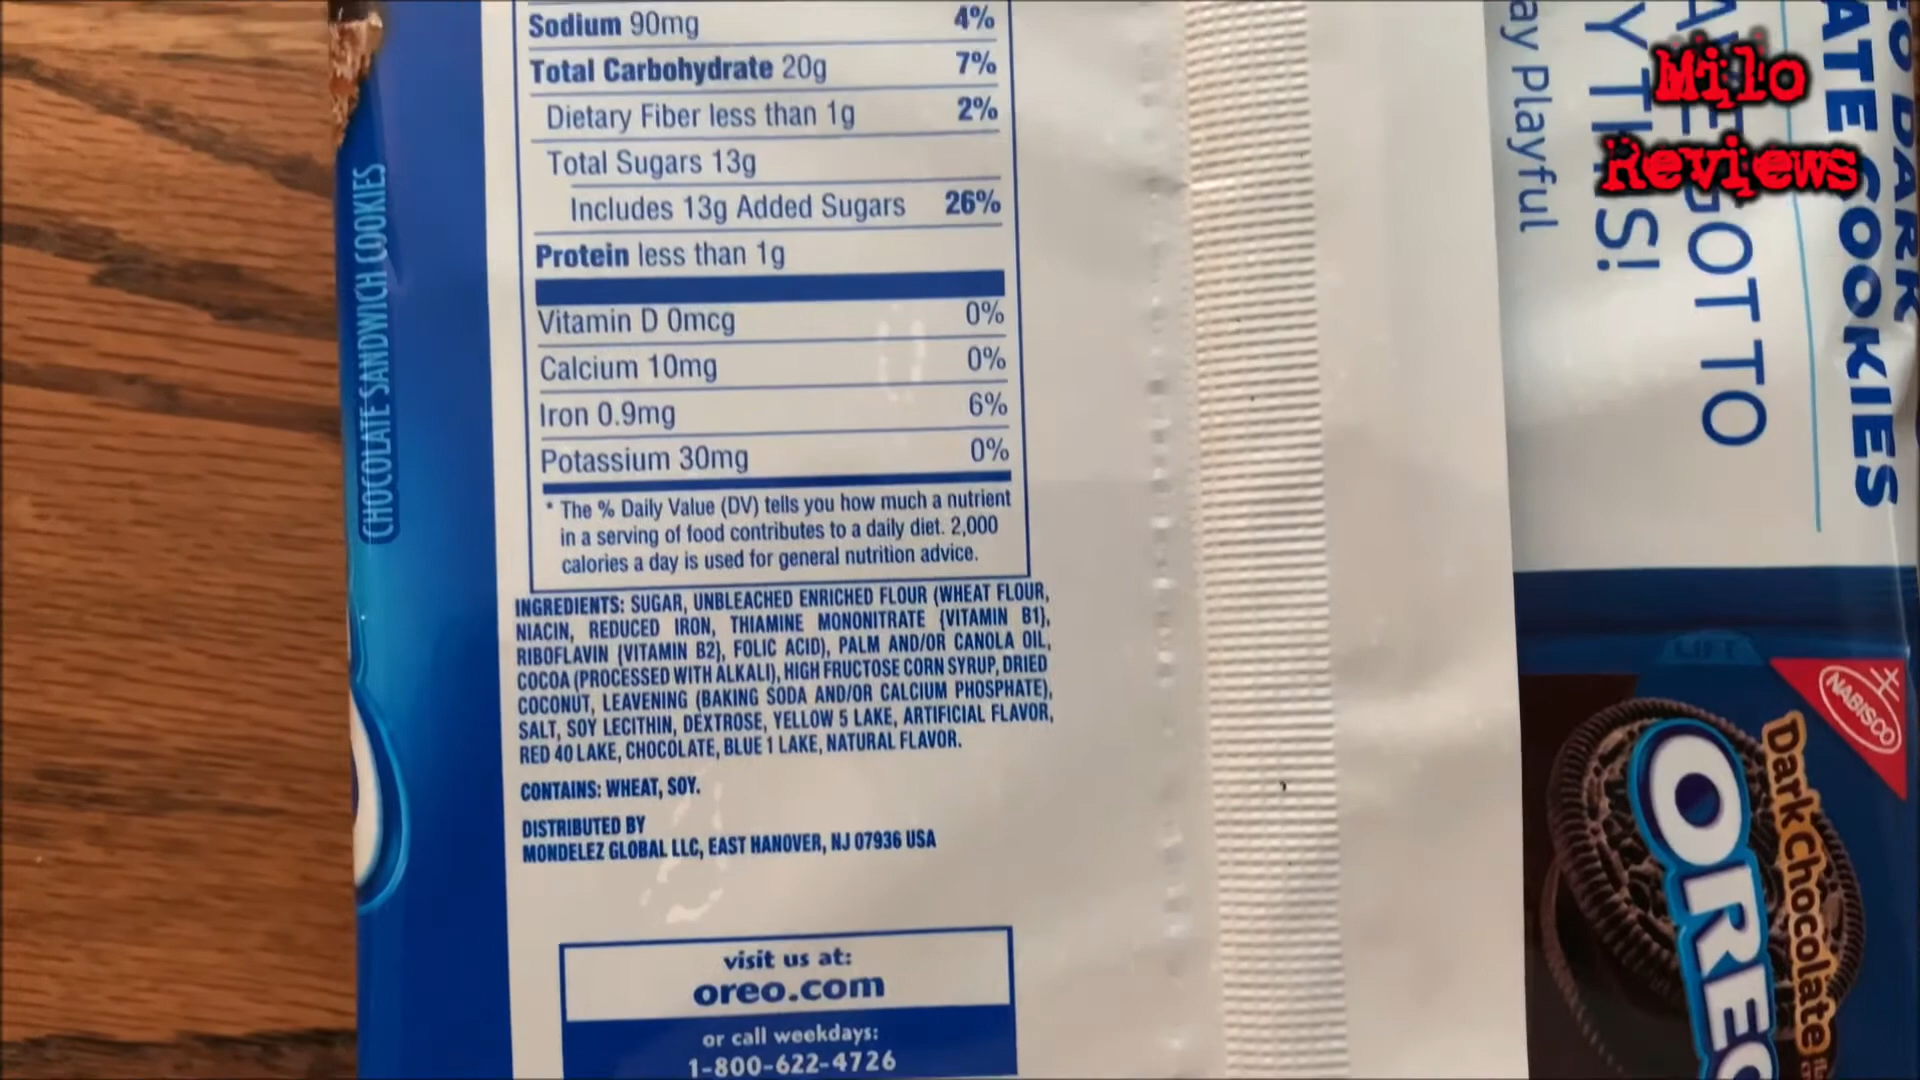 Sodium 90mg 4%
Total Carbohydrate 20g 7%
Dietary Fiber less than 1g 2%
Total Sugars 13g
Includes 13g Added Sugars 26%
Protein less than 1g
Vitamin D 0mcg 0%
Calcium 10mg 0%
Iron 0.9mg 6%
Potassium 30mg 0%
* The % Daily Value (DV) tells you how much a nutrient
in a serving of food contributes to a daily diet. 2,000
calories a day is used for general nutrition advice.
INGREDIENTS: SUGAR, UNBLEACHED ENRICHED FLOUR (WHEAT FLOUR,
NIACIN, REDUCED IRON, THIAMINE MONONITRATE {VITAMIN B1},
RIBOFLAVIN {VITAMIN B2}, FOLIC ACID), PALM AND/OR CANOLA OIL,
COCOA (PROCESSED WITH ALKALI), HIGH FRUCTOSE CORN SYRUP, DRIED
COCONUT, LEAVENING (BAKING SODA AND/OR CALCIUM PHOSPHATE),
SALT, SOY LECITHIN, DEXTROSE, YELLOW 5 LAKE, ARTIFICIAL FLAVOR,
RED 40 LAKE, CHOCOLATE, BLUE 1 LAKE, NATURAL FLAVOR.
CONTAINS: WHEAT, SOY.
DISTRIBUTED BY
MONDELEZ GLOBAL LLC, EAST HANOVER, NJ 07936 USA
visit us at:
oreo.com
or call weekdays:
1-800-622-4726
CHOCOLATE SANDWICH COOKIES
Milo
Reviews
DARK
COOKIES
GOT TO
THIS!
Playful
LIFT
NABISCO
Dark Chocolate
OREO